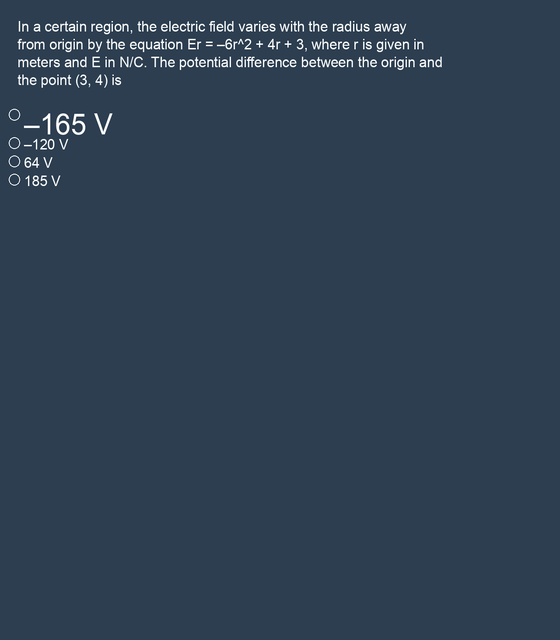 In a certain region, the electric field varies with the radius away
from origin by the equation Er = –6r^2 + 4r + 3, where r is given in
meters and E in N/C. The potential difference between the origin and
the point (3, 4) is
–165 V
–120 V
64 V
185 V